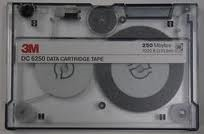 3M
DC 6250 DATA CARTRIDGE TAPE
250 Mbytes